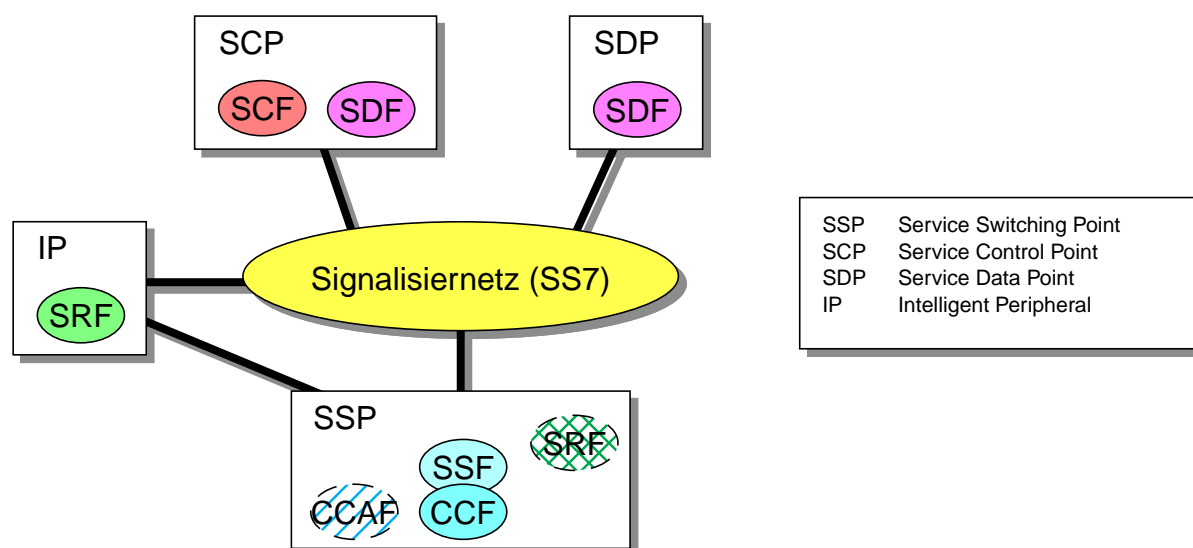 SCP
SCF
SDF
SDP
SDF
IP
SRF
Signalisiernetz (SS7)
SSP
SRF
SSF
CCAF
CCF
SSP Service Switching Point
SCP Service Control Point
SDP Service Data Point
IP Intelligent Peripheral